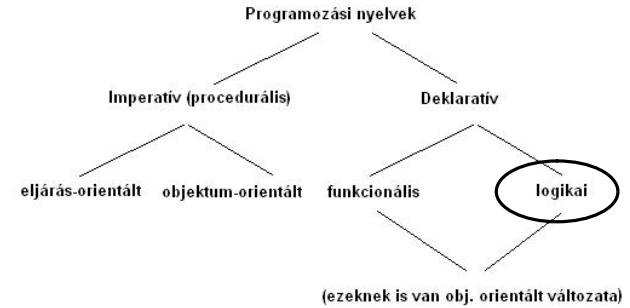 Programozási nyelvek
Imperatív (procedurális) Deklaratív
eljárás-orientált objektum-orientált funkcionális logikai
(ezeknek is van obj. orientált változata)